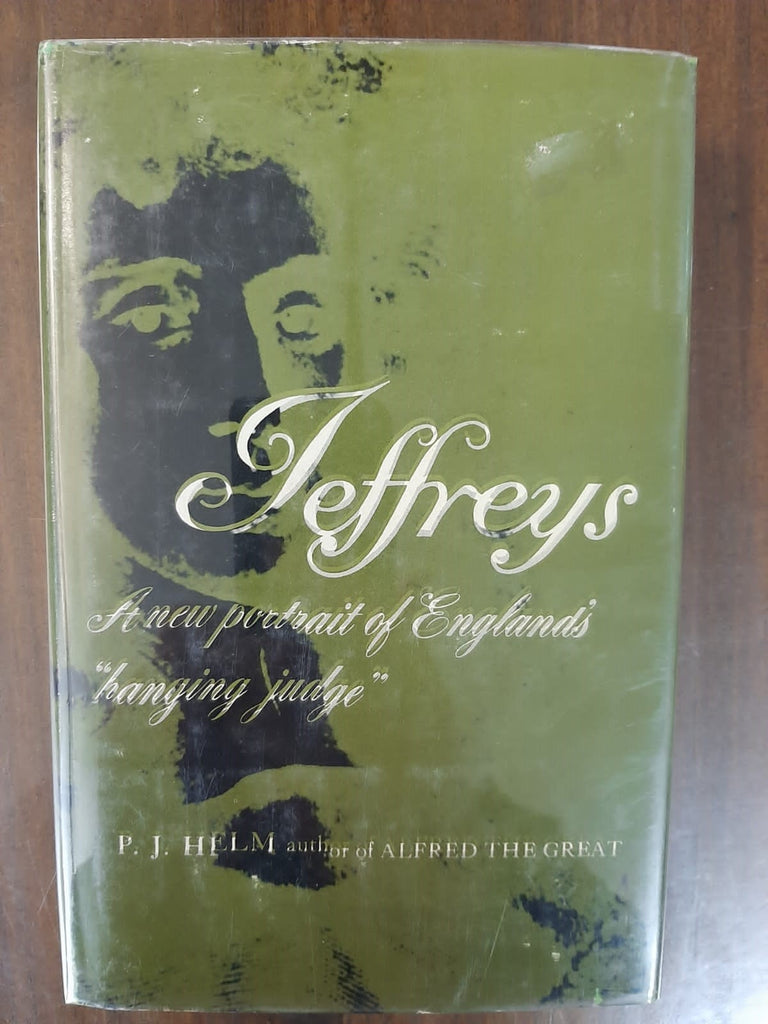 Jeffreys
A new portrait of England's
"hanging judge"
P. J. HELM author of ALFRED THE GREAT